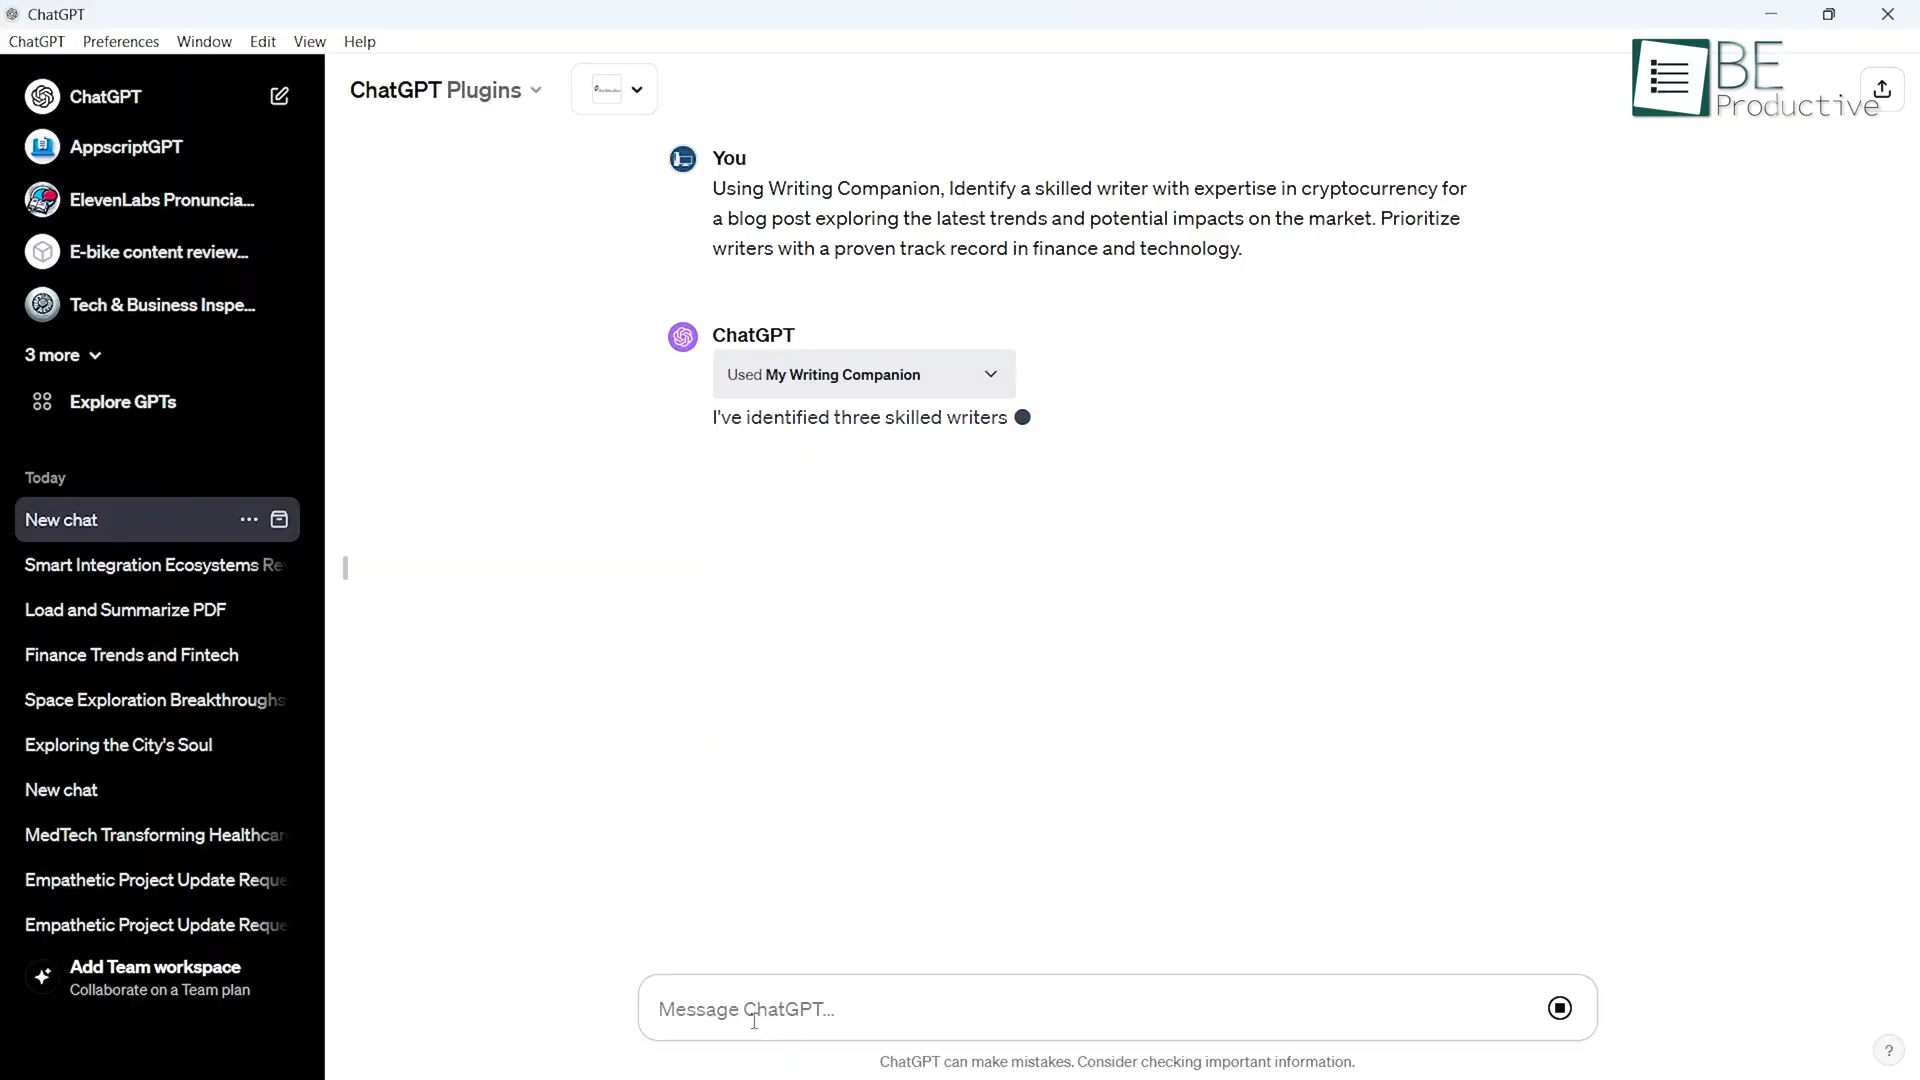 ChatGPT
ChatGPT Preferences Window Edit View Help
ChatGPT
AppscriptGPT
ElevenLabs Pronuncia...
E-bike content review...
Tech & Business Inspe...
3 more
Explore GPTs
Today
New chat
Smart Integration Ecosystems Re
Load and Summarize PDF
Finance Trends and Fintech
Space Exploration Breakthroughs
Exploring the City's Soul
New chat
MedTech Transforming Healthcar
Empathetic Project Update Reque
Empathetic Project Update Reque
Add Team workspace
Collaborate on a Team plan
ChatGPT Plugins
BE
Productive
You
Using Writing Companion, Identify a skilled writer with expertise in cryptocurrency for
a blog post exploring the latest trends and potential impacts on the market. Prioritize
writers with a proven track record in finance and technology.
ChatGPT
Used My Writing Companion
I've identified three skilled writers
Message ChatGPT...
ChatGPT can make mistakes. Consider checking important information.
?